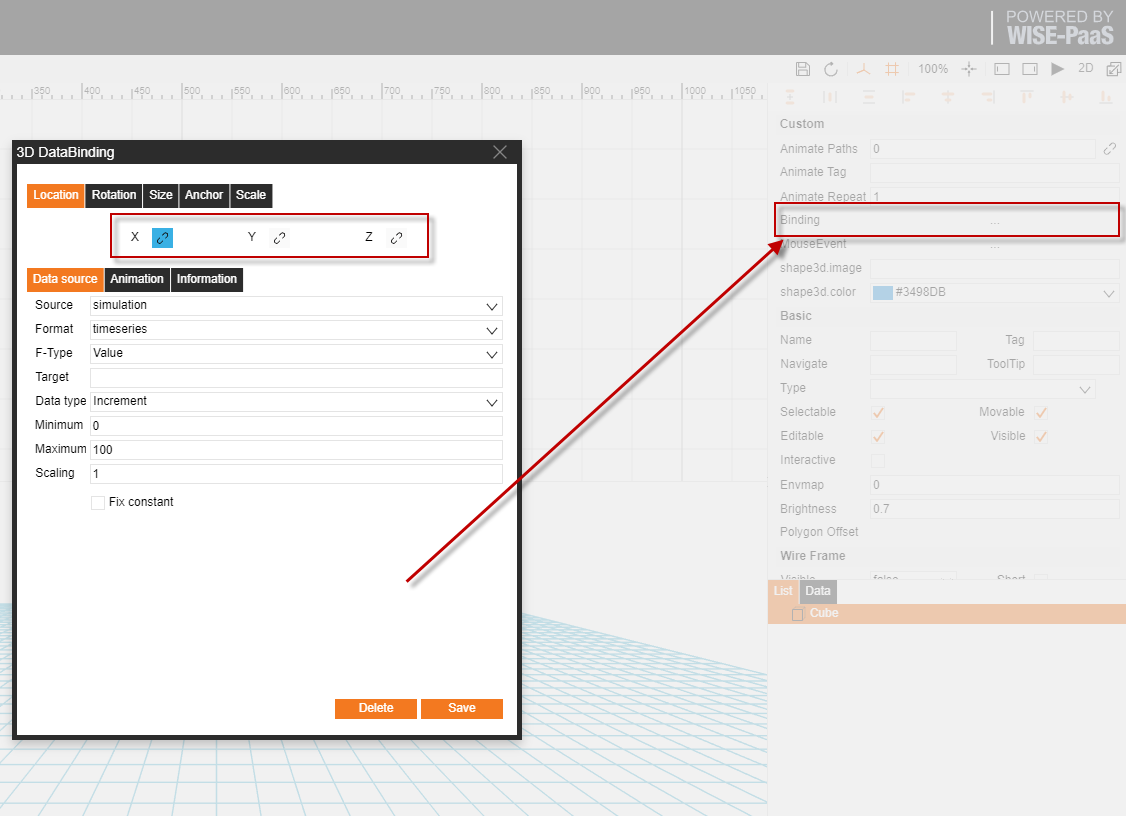 POWERED BY
WISE-PaaS
100%
2D
350 400 450 500 550 600 650 700 750 800 850 900 950 1000 1050
3D DataBinding
Location Rotation Size Anchor Scale
X Y Z
Data source Animation Information
Source simulation
Format timeseries
F-Type Value
Target
Data type Increment
Minimum 0
Maximum 100
Scaling 1
Fix constant
Delete Save
Custom
Animate Paths 0
Animate Tag
Animate Repeat 1
Binding ...
MouseEvent ...
shape3d.image
shape3d.color #3498DB
Basic
Name Tag
Navigate ToolTip
Type
Selectable Movable
Editable Visible
Interactive
Envmap 0
Brightness 0.7
Polygon Offset
Wire Frame
Visible false Short
List Data
Cube